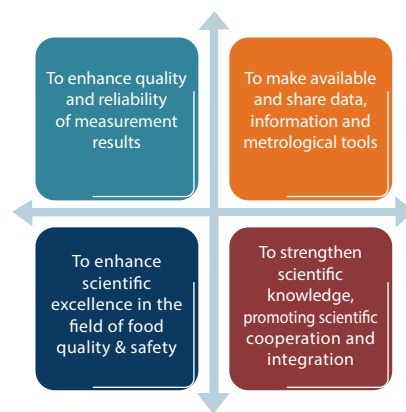 To enhance quality
and reliability
of measurement
results
To make available
and share data,
information and
metrological tools
To enhance
scientific
excellence in the
field of food
quality & safety
To strengthen
scientific
knowledge,
promoting scientific
cooperation and
integration